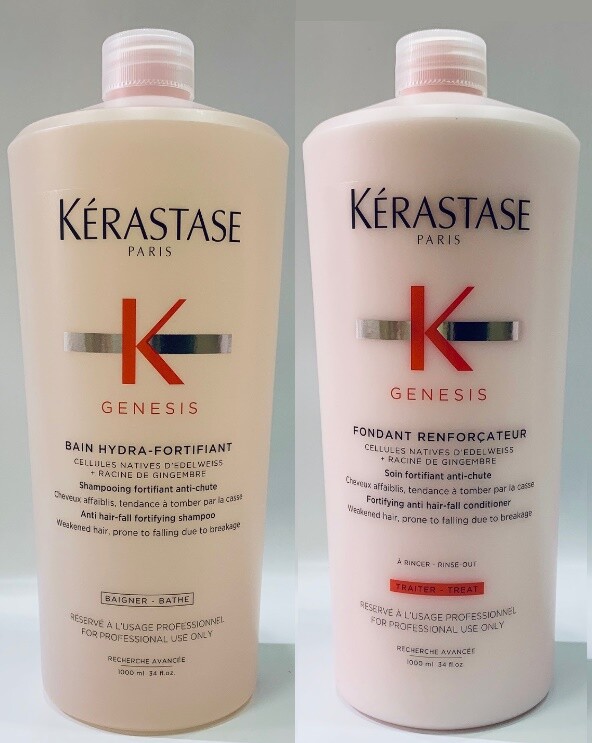 KÉRASTASE
PARIS
K
GENESIS
BAIN HYDRA-FORTIFIANT
CELLULES NATIVES D'EDELWEISS
+ RACINE DE GINGEMBRE
Shampooing fortifiant anti-chute
Cheveux affaiblis, tendance à tomber par la casse
Anti hair-fall fortifying shampoo
Weakened hair, prone to falling due to breakage
BAIGNER - BATHE
RÉSERVÉ À L'USAGE PROFESSIONNEL
FOR PROFESSIONAL USE ONLY
RECHERCHE AVANCÉE
1000 ml 34 fl.oz.
KÉRASTASE
PARIS
K
GENESIS
FONDANT RENFORÇATEUR
CELLULES NATIVES D'EDELWEISS
+ RACINE DE GINGEMBRE
Soin fortifiant anti-chute
Cheveux affaiblis, tendance à tomber par la casse
Fortifying anti hair-fall conditioner
Weakened hair, prone to falling due to breakage
À RINCER - RINSE-OUT
TRAITER - TREAT
RÉSERVÉ À L'USAGE PROFESSIONNEL
FOR PROFESSIONAL USE ONLY
RECHERCHE AVANCÉE
1000 ml 34 fl.oz.